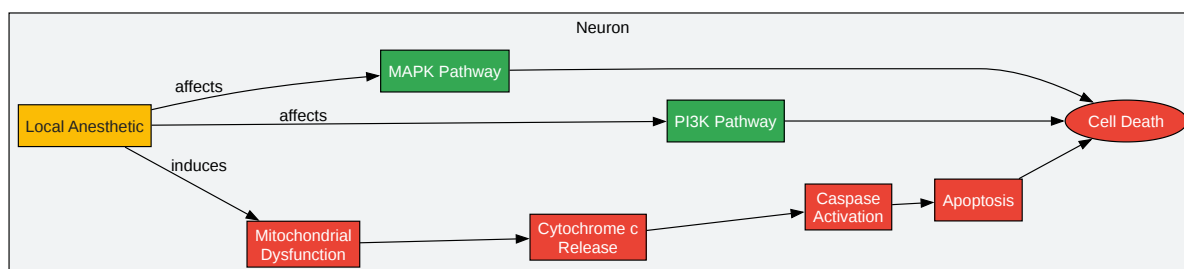 Neuron
MAPK Pathway
affects
Local Anesthetic
affects
PI3K Pathway
Cell Death
induces
Mitochondrial
Dysfunction
Cytochrome c
Release
Caspase
Activation
Apoptosis